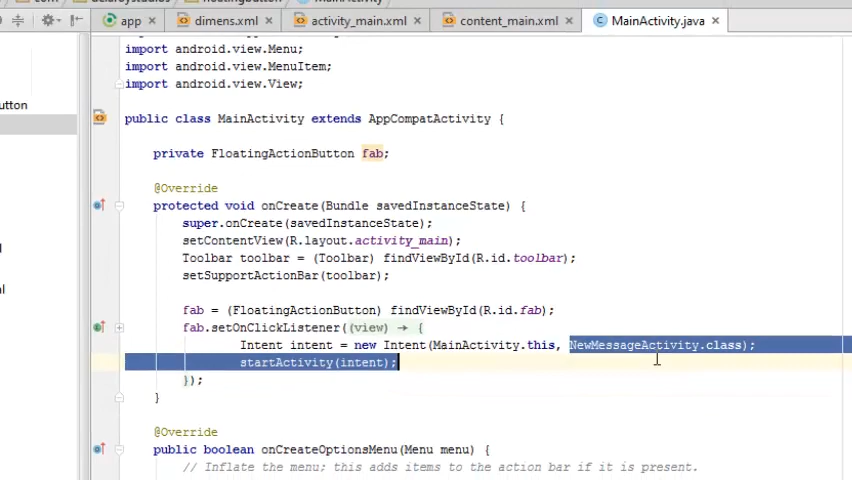 app dimens.xml activity_main.xml content_main.xml MainActivity.java
import android.view.Menu;
import android.view.MenuItem;
import android.view.View;
utton
public class MainActivity extends AppCompatActivity {
private FloatingActionButton fab;
@Override
protected void onCreate(Bundle savedInstanceState) {
super.onCreate(savedInstanceState);
setContentView(R.layout.activity_main);
Toolbar toolbar = (Toolbar) findViewById(R.id.toolbar);
setSupportActionBar(toolbar);
fab = (FloatingActionButton) findViewById(R.id.fab);
fab.setOnClickListener((view) → {
Intent intent = new Intent(MainActivity.this, NewMessageActivity.class);
startActivity(intent);
});
}
@Override
public boolean onCreateOptionsMenu(Menu menu) {
// Inflate the menu; this adds items to the action bar if it is present.